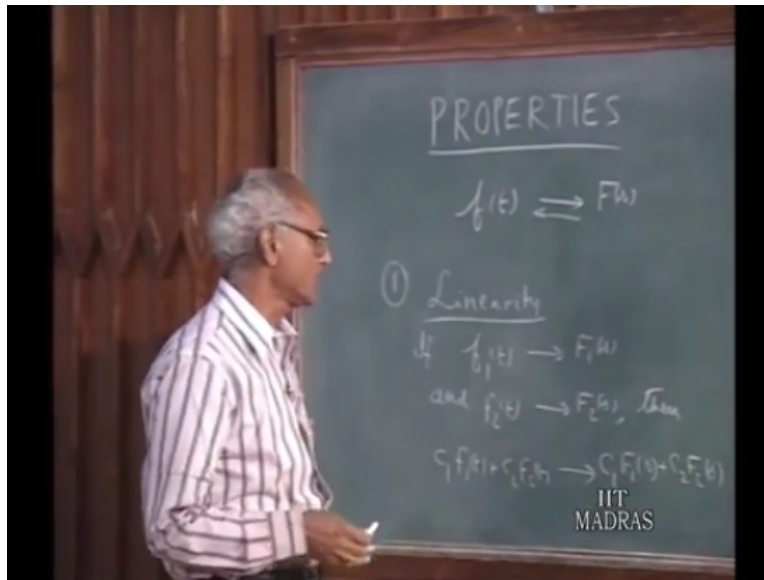 PROPERTIES
f(t) ⇌ F(s)
① Linearity
If f₁(t) → F₁(s)
and f₂(t) → F₂(s), then
C₁f₁(t) + C₂f₂(t) → C₁F₁(s) + C₂F₂(s)
IIT
MADRAS